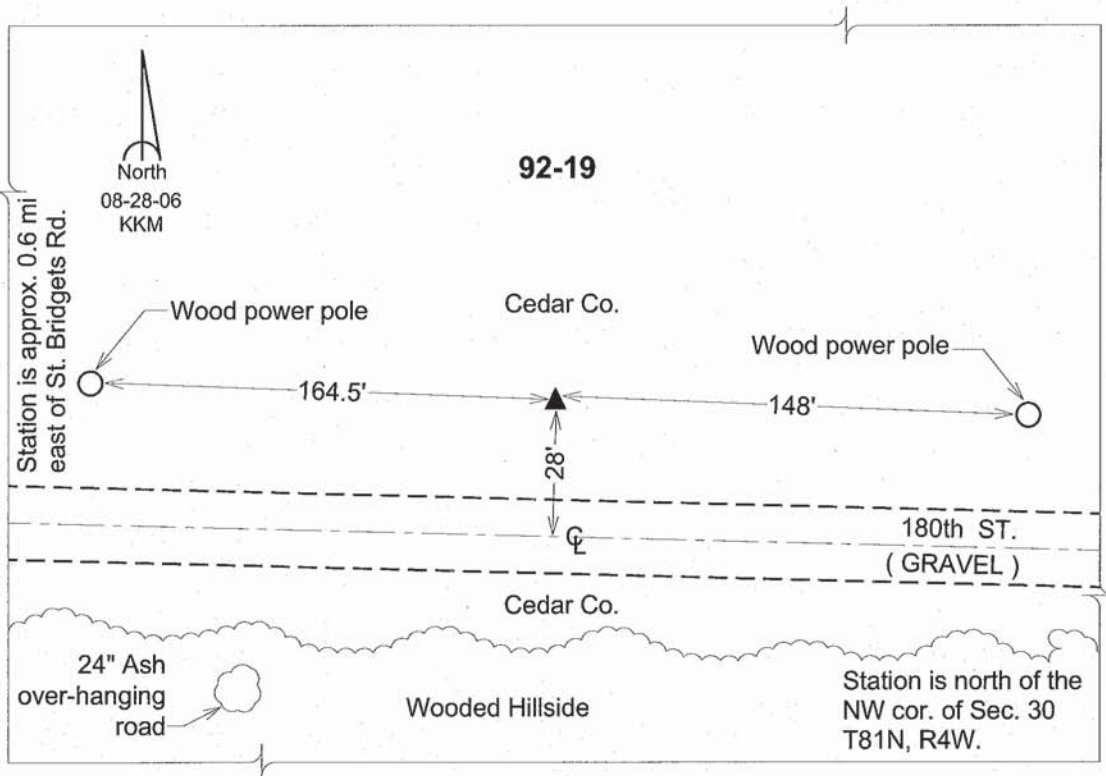 92-19
North
08-28-06
KKM
Station is approx. 0.6 mi
east of St. Bridgets Rd.
Cedar Co.
Wood power pole
Wood power pole
164.5'
148'
28'
℄
180th ST.
( GRAVEL )
Cedar Co.
24" Ash
over-hanging
road
Wooded Hillside
Station is north of the
NW cor. of Sec. 30
T81N, R4W.